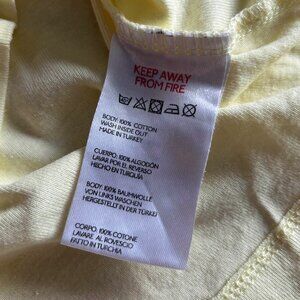 KEEP AWAY
FROM FIRE
BODY: 100% COTTON
WASH INSIDE OUT
MADE IN TURKEY
CUERPO: 100% ALGODÓN
LAVAR POR EL REVERSO
HECHO EN TURQUÍA
BODY: 100% BAUMWOLLE
VON LINKS WASCHEN
HERGESTELLT IN DER TÜRKEI
CORPO: 100% COTONE
LAVARE AL ROVESCIO
FATTO IN TURCHIA